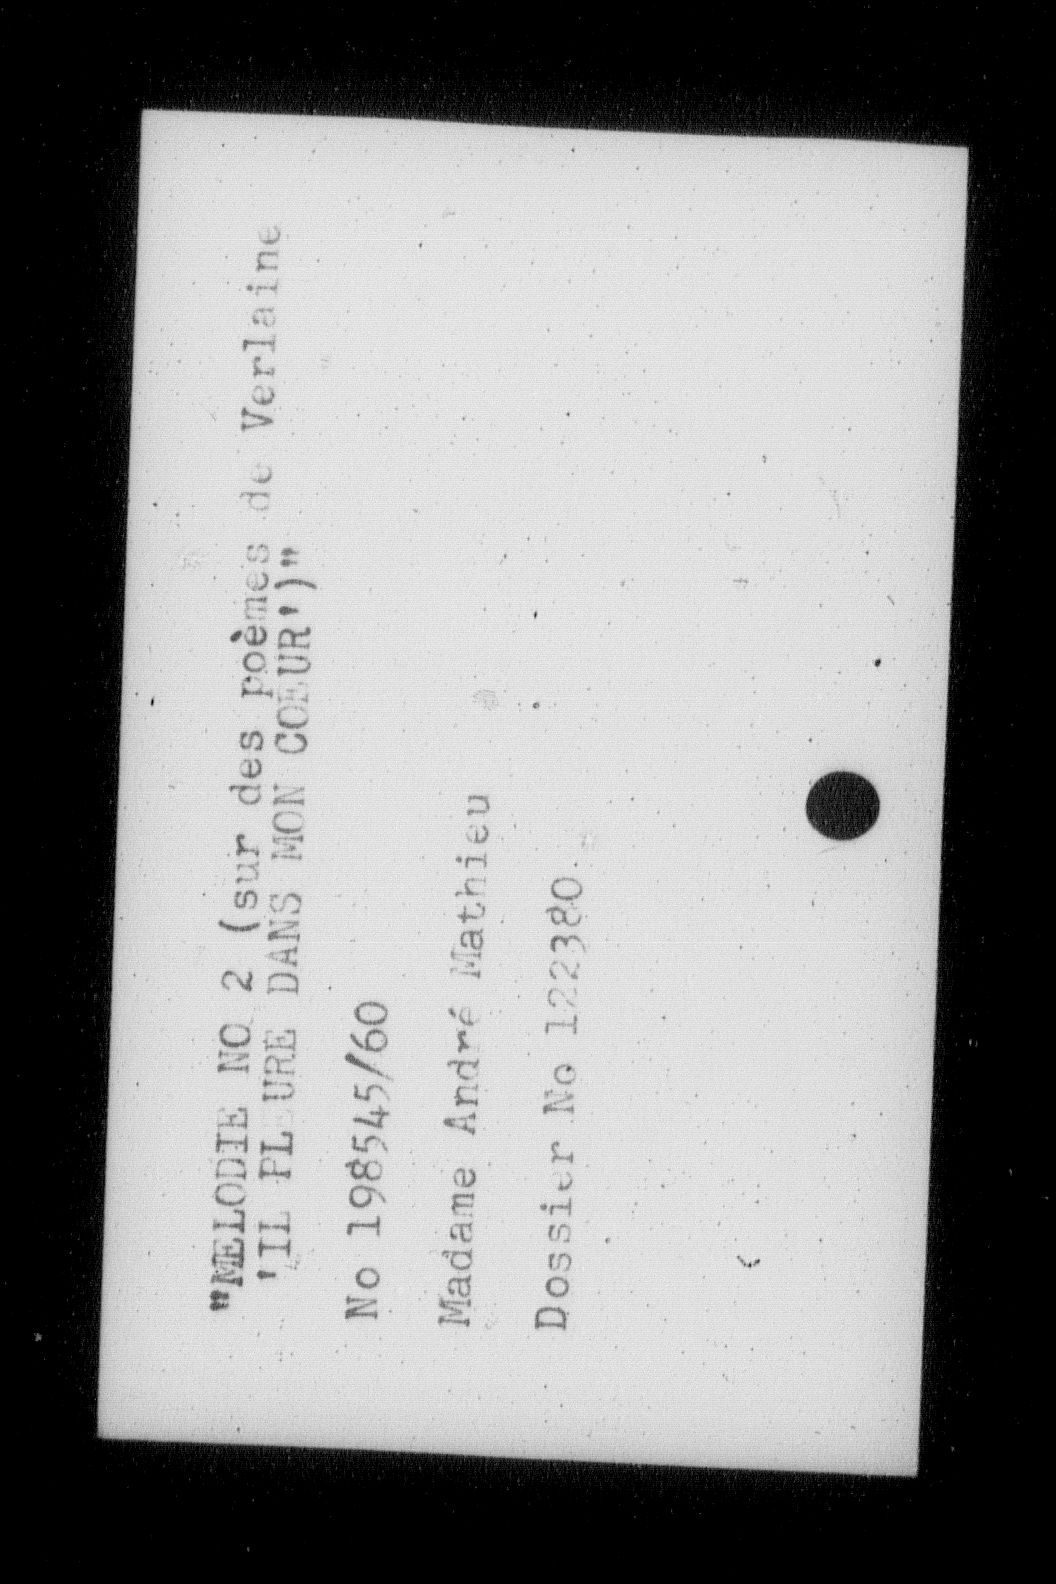 "MELODIE NO 2 (sur des poèmes de Verlaine
'IL PLEURE DANS MON COEUR')"
No 198545/60
Madame André Mathieu
Dossier No 122380.